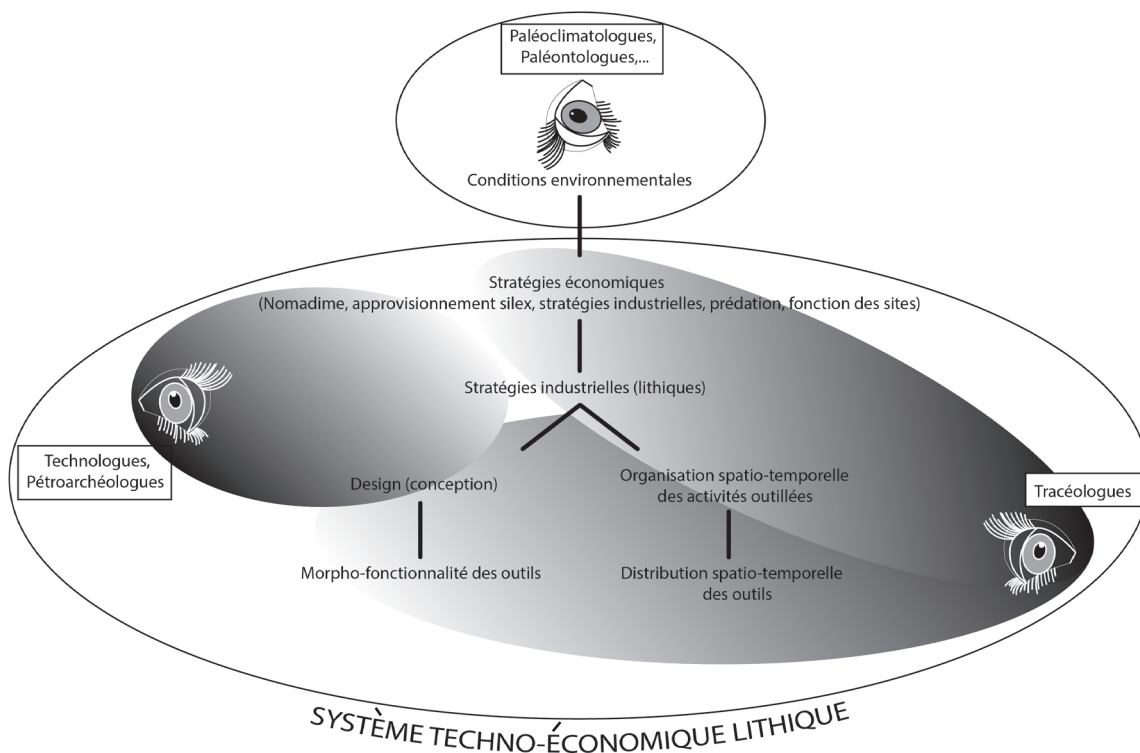 Paléoclimatologues,
Paléontologues,...
Conditions environnementales
Stratégies économiques
(Nomadime, approvisionnement silex, stratégies industrielles, prédation, fonction des sites)
Stratégies industrielles (lithiques)
Technologues,
Pétroarchéologues
Design (conception)
Organisation spatio-temporelle
des activités outillées
Tracéologues
Morpho-fonctionnalité des outils
Distribution spatio-temporelle
des outils
SYSTÈME TECHNO-ÉCONOMIQUE LITHIQUE